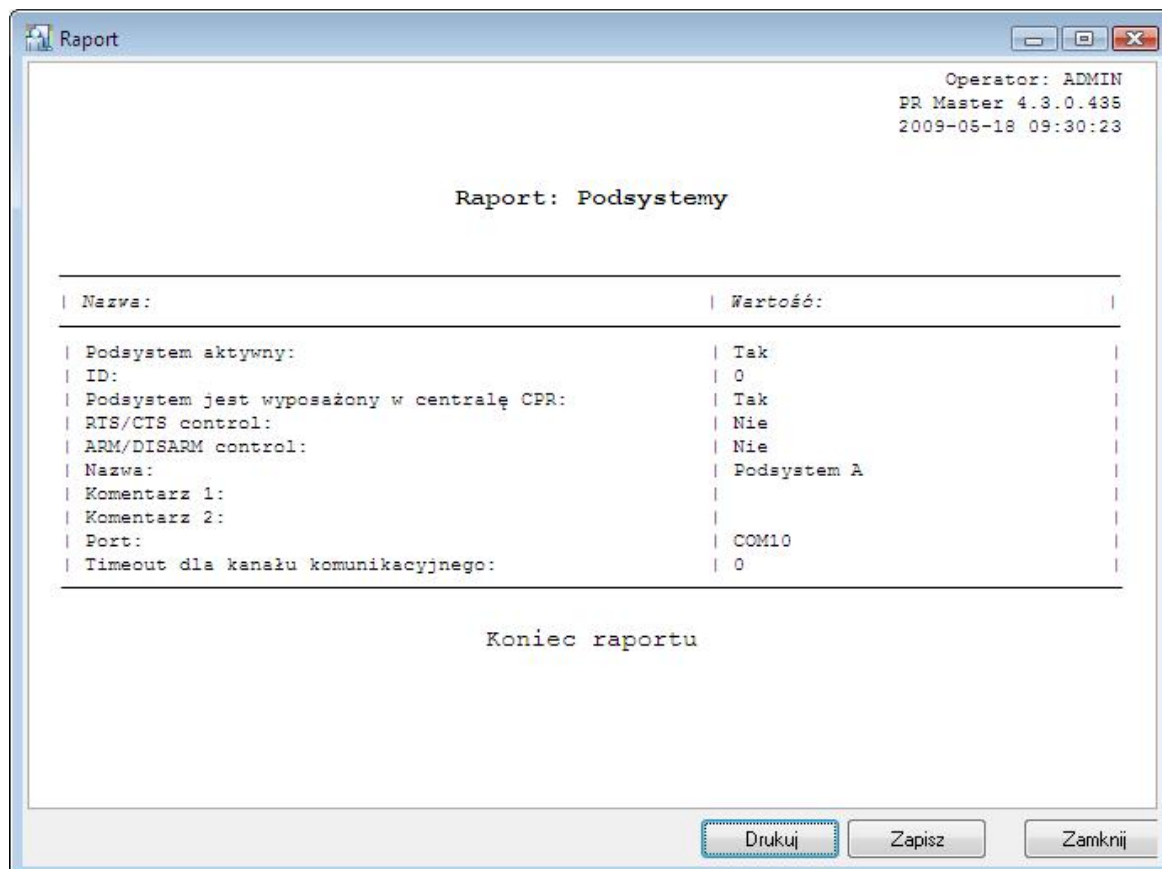 Raport
Operator: ADMIN
PR Master 4.3.0.435
2009-05-18 09:30:23
Raport: Podsystemy
| Nazwa: | Wartość: |
| Podsystem aktywny: | Tak |
| ID: | 0 |
| Podsystem jest wyposażony w centralę CPR: | Tak |
| RTS/CTS control: | Nie |
| ARM/DISARM control: | Nie |
| Nazwa: | Podsystem A |
| Komentarz 1: | |
| Komentarz 2: | |
| Port: | COM10 |
| Timeout dla kanału komunikacyjnego: | 0 |
Koniec raportu
Drukuj Zapisz Zamknij